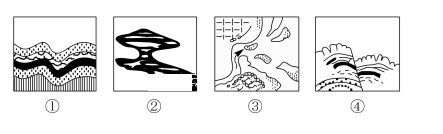 ① ② ③ ④